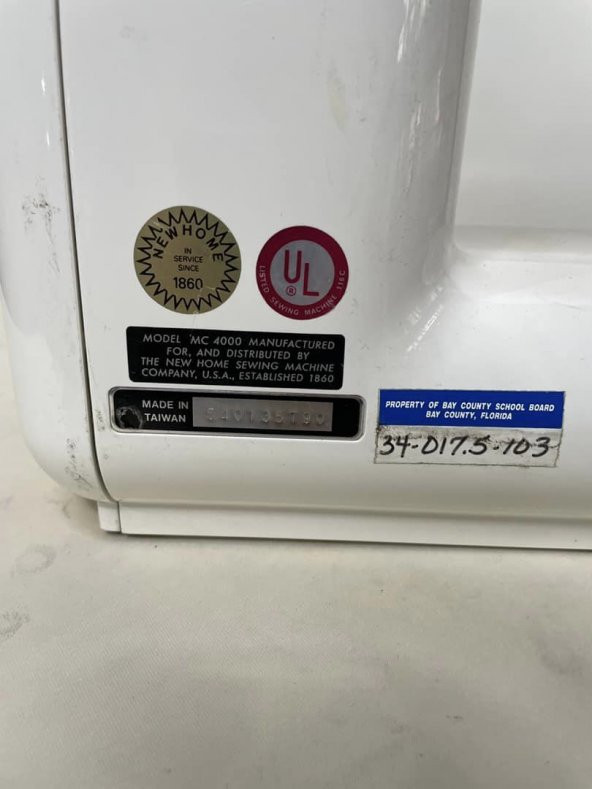 NEW HOME
IN
SERVICE
SINCE
1860
UL
®
LISTED SEWING MACHINE
MODEL MC 4000 MANUFACTURED
FOR, AND DISTRIBUTED BY
THE NEW HOME SEWING MACHINE
COMPANY, U.S.A., ESTABLISHED 1860
MADE IN
TAIWAN
PROPERTY OF BAY COUNTY SCHOOL BOARD
BAY COUNTY, FLORIDA
34-017.5-103